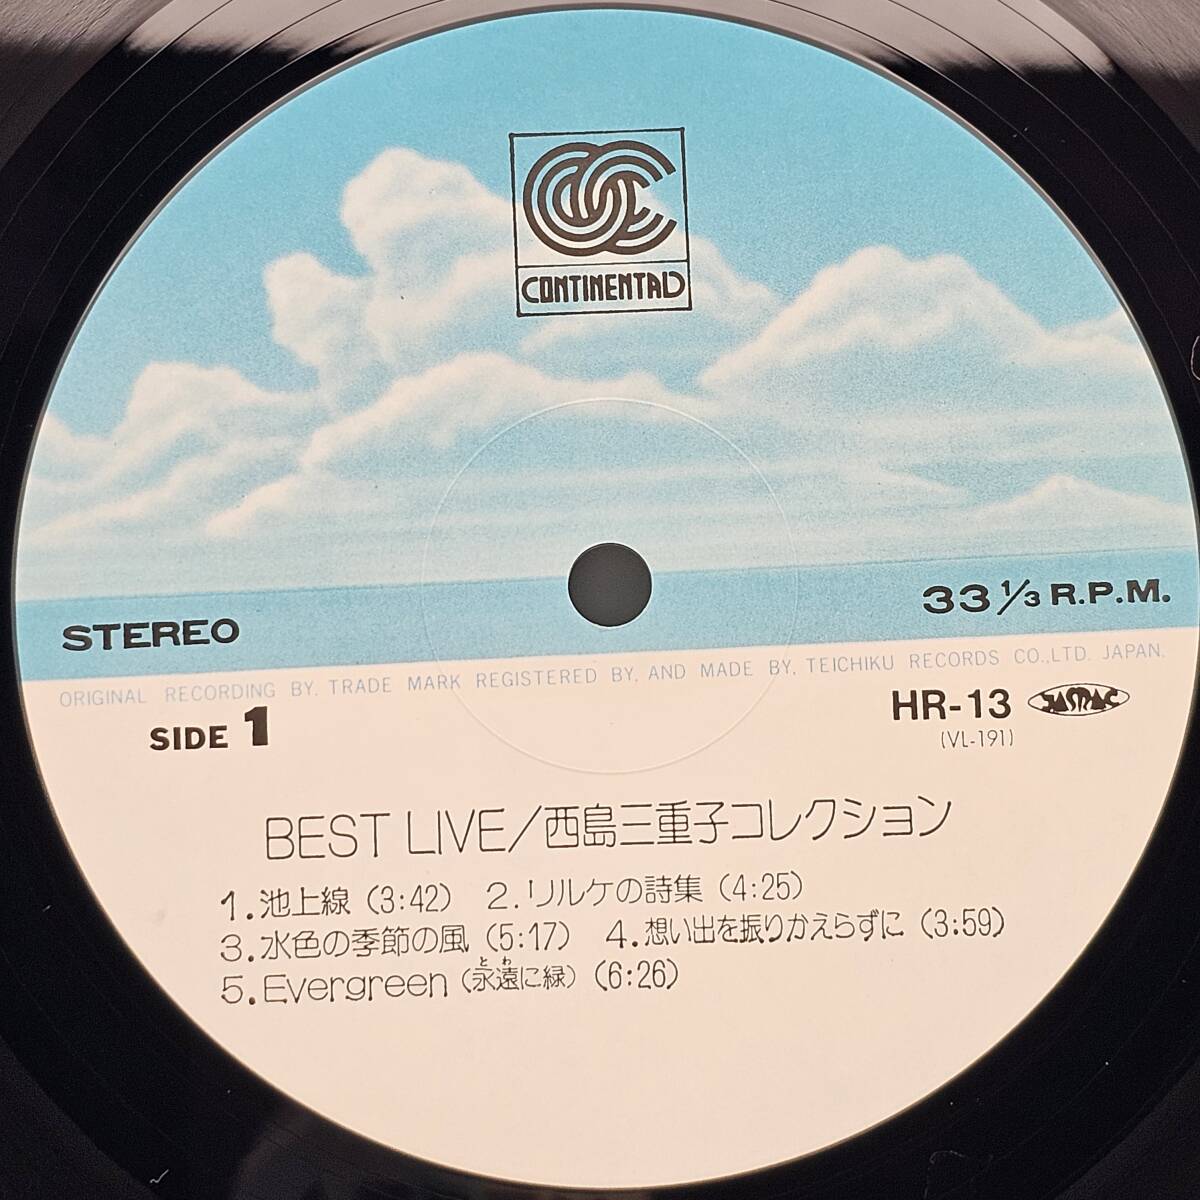 CONTINENTAL
STEREO
33 1/3 R.P.M.
ORIGINAL RECORDING BY, TRADE MARK REGISTERED BY, AND MADE BY, TEICHIKU RECORDS CO.,LTD. JAPAN.
SIDE 1
HR-13 JASRAC
(VL-191)
BEST LIVE/西島三重子コレクション
1.池上線(3:42) 2.リルケの詩集(4:25)
3.水色の季節の風(5:17) 4.想い出を振りかえらずに(3:59)
とわ
5.Evergreen(永遠に緑)(6:26)